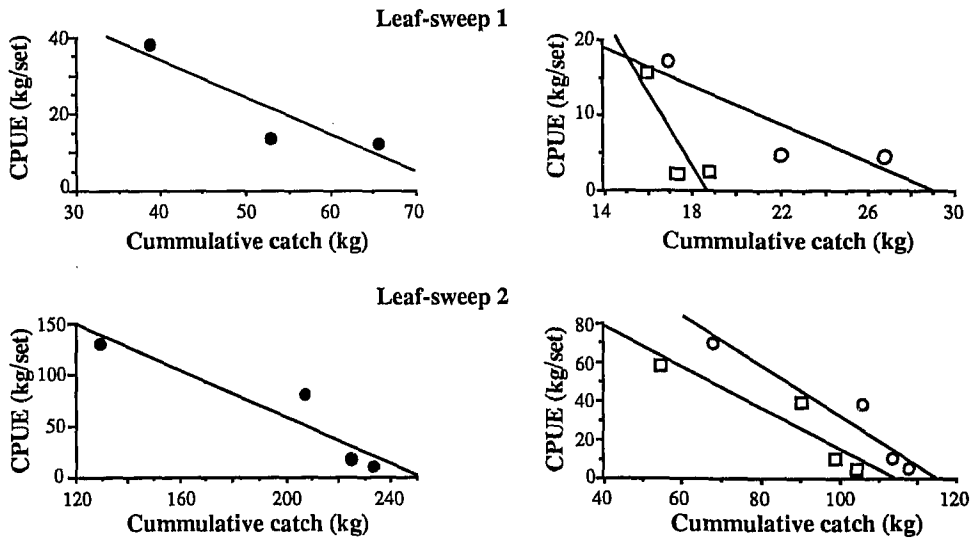 Leaf-sweep 1
CPUE (kg/set)
40
20
0
30 40 50 60 70
Cummulative catch (kg)
CPUE (kg/set)
20
10
0
14 18 22 26 30
Cummulative catch (kg)
Leaf-sweep 2
CPUE (kg/set)
150
100
50
0
120 160 200 240
Cummulative catch (kg)
CPUE (kg/set)
80
60
40
20
0
40 60 80 100 120
Cummulative catch (kg)